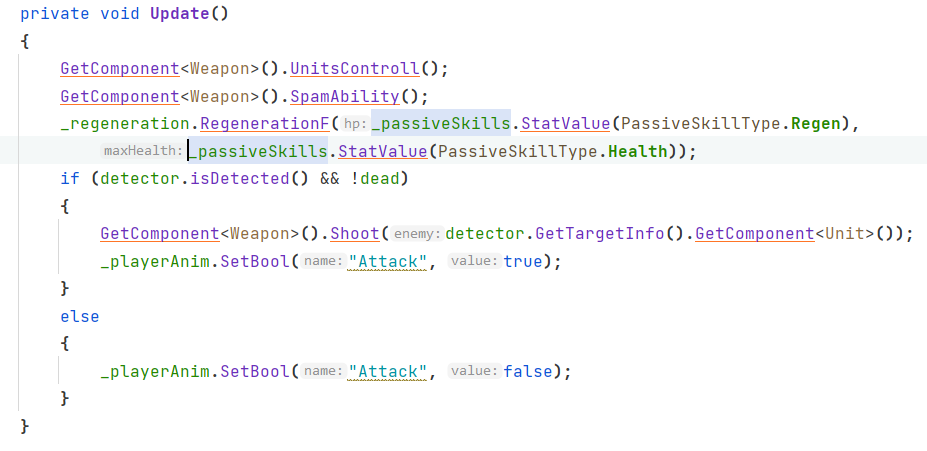 private void Update()
{
GetComponent<Weapon>().UnitsControll();
GetComponent<Weapon>().SpamAbility();
_regeneration.RegenerationF( hp: _passiveSkills.StatValue(PassiveSkillType.Regen),
maxHealth: _passiveSkills.StatValue(PassiveSkillType.Health));
if (detector.isDetected() && !dead)
{
GetComponent<Weapon>().Shoot( enemy: detector.GetTargetInfo().GetComponent<Unit>());
_playerAnim.SetBool( name: "Attack", value: true);
}
else
{
_playerAnim.SetBool( name: "Attack", value: false);
}
}